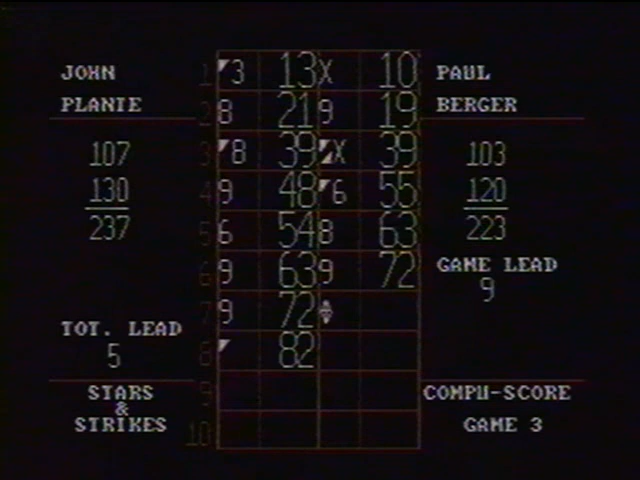 JOHN
PLANTE
107
130
237
TOT. LEAD
5
STARS
&
STRIKES
1 3 13 X 10
2 8 21 9 19
3 8 39 X 39
4 9 48 6 55
5 6 54 8 63
6 9 63 9 72
7 9 72
8 82
9
10
PAUL
BERGER
103
120
223
GAME LEAD
9
COMPU-SCORE
GAME 3